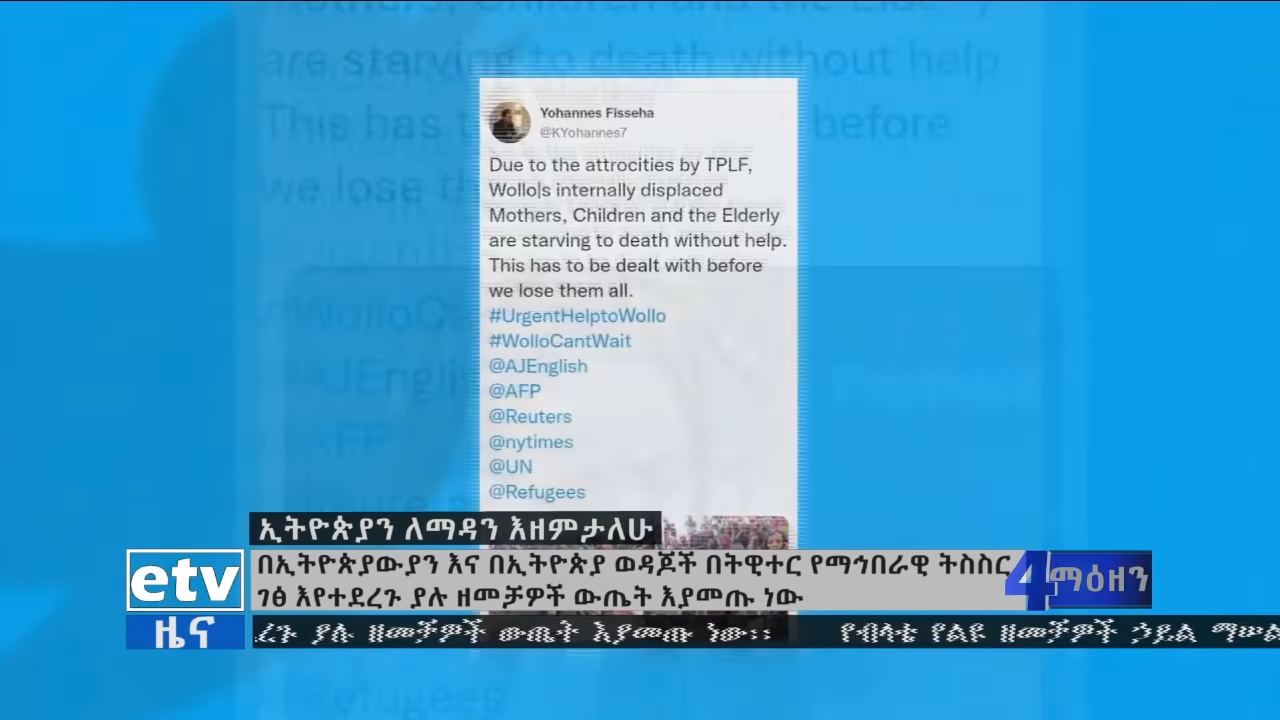 Yohannes Fisseha
@KYohannes7
Due to the attrocities by TPLF,
Wollo|s internally displaced
Mothers, Children and the Elderly
are starving to death without help.
This has to be dealt with before
we lose them all.
#UrgentHelptoWollo
#WolloCantWait
@AJEnglish
@AFP
@Reuters
@nytimes
@UN
@Refugees
ኢትዮጵያን ለማዳን እዘምታለሁ
etv
በኢትዮጵያውያን እና በኢትዮጵያ ወዳጆች በትዊተር የማኅበራዊ ትስስር
ገፅ እየተደረጉ ያሉ ዘመቻዎች ውጤት እያመጡ ነው
4 ማዕዘን
ዜና
ረጉ ያሉ ዘመቻዎች ውጤት እያመጡ ነው፡፡ የብላቴ የልዩ ዘመቻዎች ኃይል ማሠል